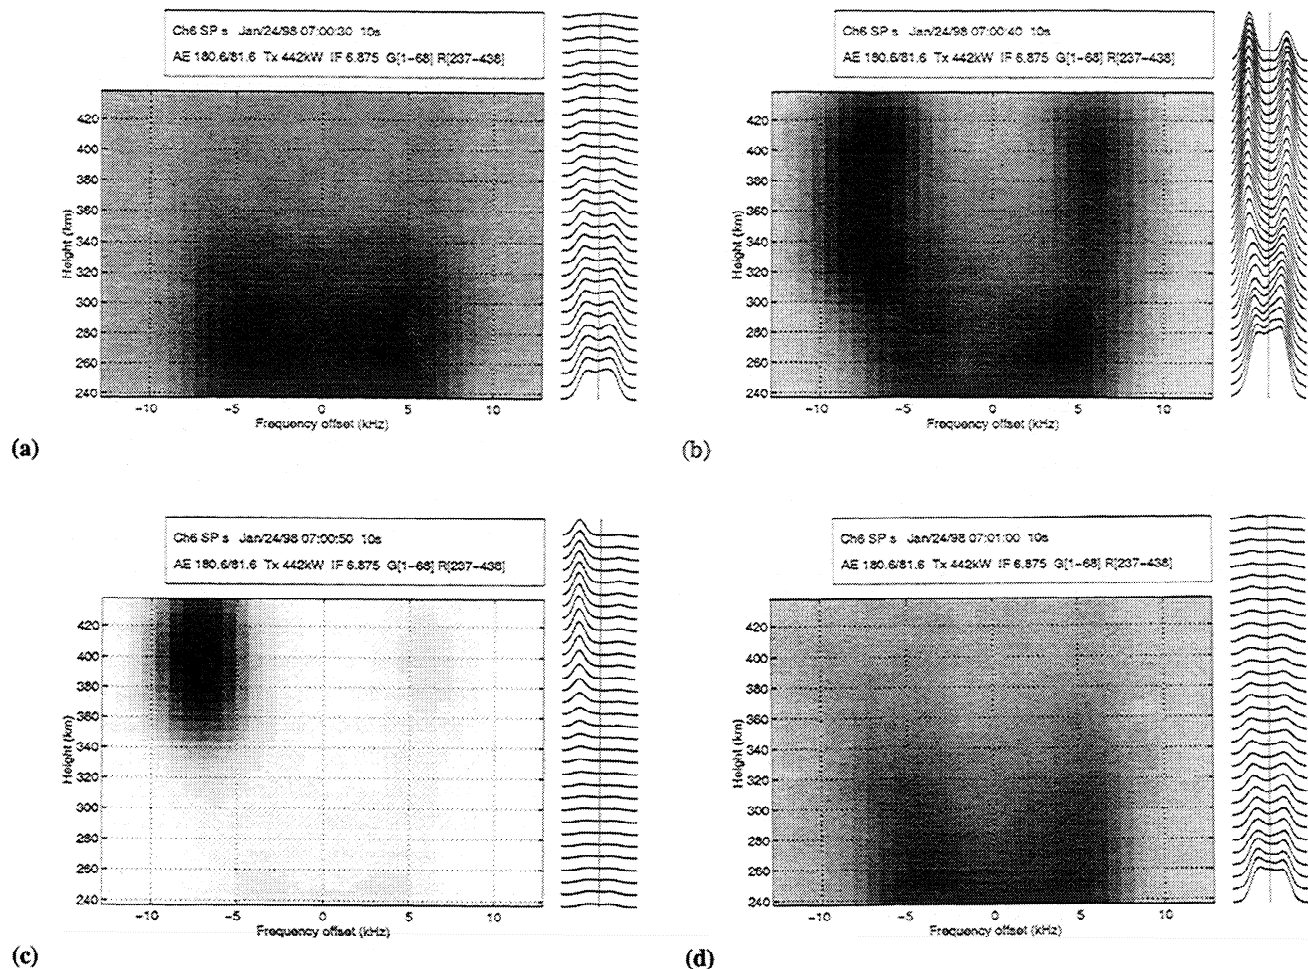 Ch6 SP s Jan/24/98 07:00:30 10s
AE 180.6/81.6 Tx 442kW IF 6.875 G[1-68] R[237-438]
Height (km)
420
400
380
360
340
320
300
280
260
240
-10 -5 0 5 10
Frequency offset (kHz)
(a)
Ch6 SP s Jan/24/98 07:00:40 10s
AE 180.6/81.6 Tx 442kW IF 6.875 G[1-68] R[237-438]
Height (km)
420
400
380
360
340
320
300
280
260
240
-10 -5 0 5 10
Frequency offset (kHz)
(b)
Ch6 SP s Jan/24/98 07:00:50 10s
AE 180.6/81.6 Tx 442kW IF 6.875 G[1-68] R[237-438]
Height (km)
420
400
380
360
340
320
300
280
260
240
-10 -5 0 5 10
Frequency offset (kHz)
(c)
Ch6 SP s Jan/24/98 07:01:00 10s
AE 180.6/81.6 Tx 442kW IF 6.875 G[1-68] R[237-438]
Height (km)
420
400
380
360
340
320
300
280
260
240
-10 -5 0 5 10
Frequency offset (kHz)
(d)